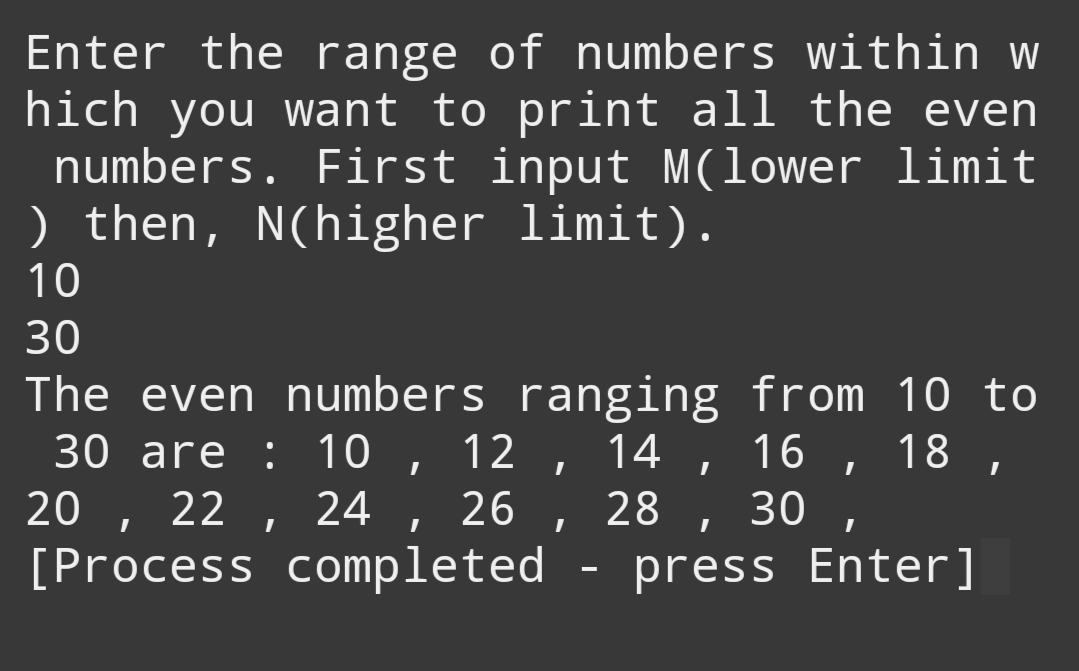 Enter the range of numbers within w
hich you want to print all the even
 numbers. First input M(lower limit
) then, N(higher limit).
10
30
The even numbers ranging from 10 to
 30 are : 10 , 12 , 14 , 16 , 18 ,
20 , 22 , 24 , 26 , 28 , 30 ,
[Process completed - press Enter]